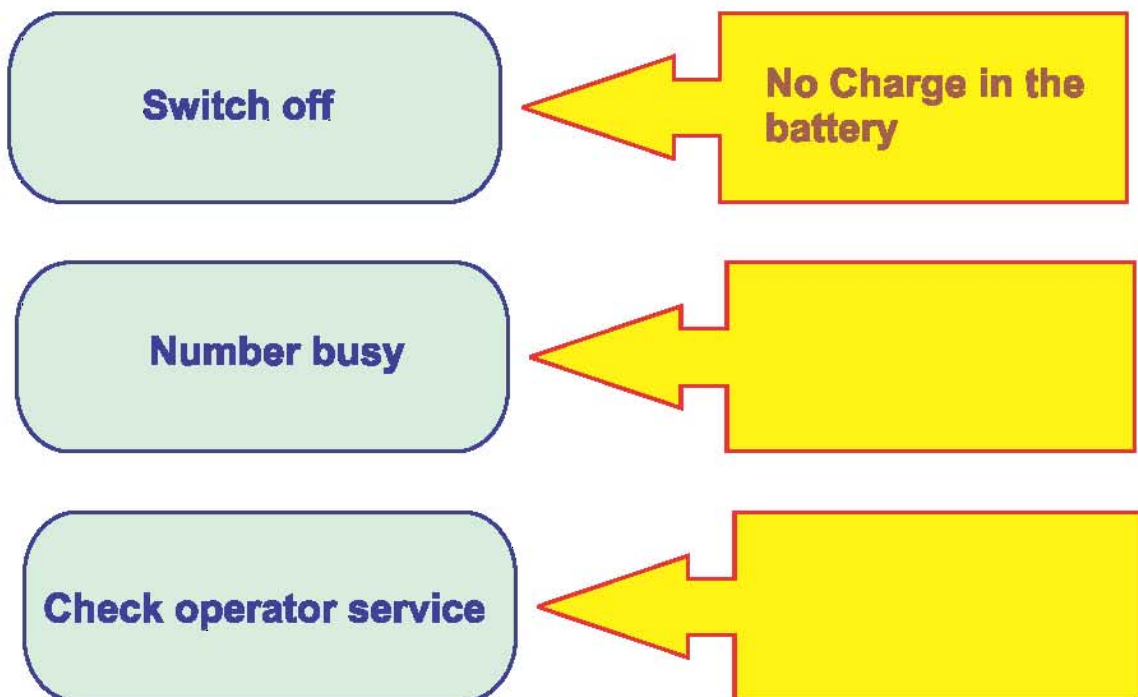 Switch off
No Charge in the
battery
Number busy
Check operator service